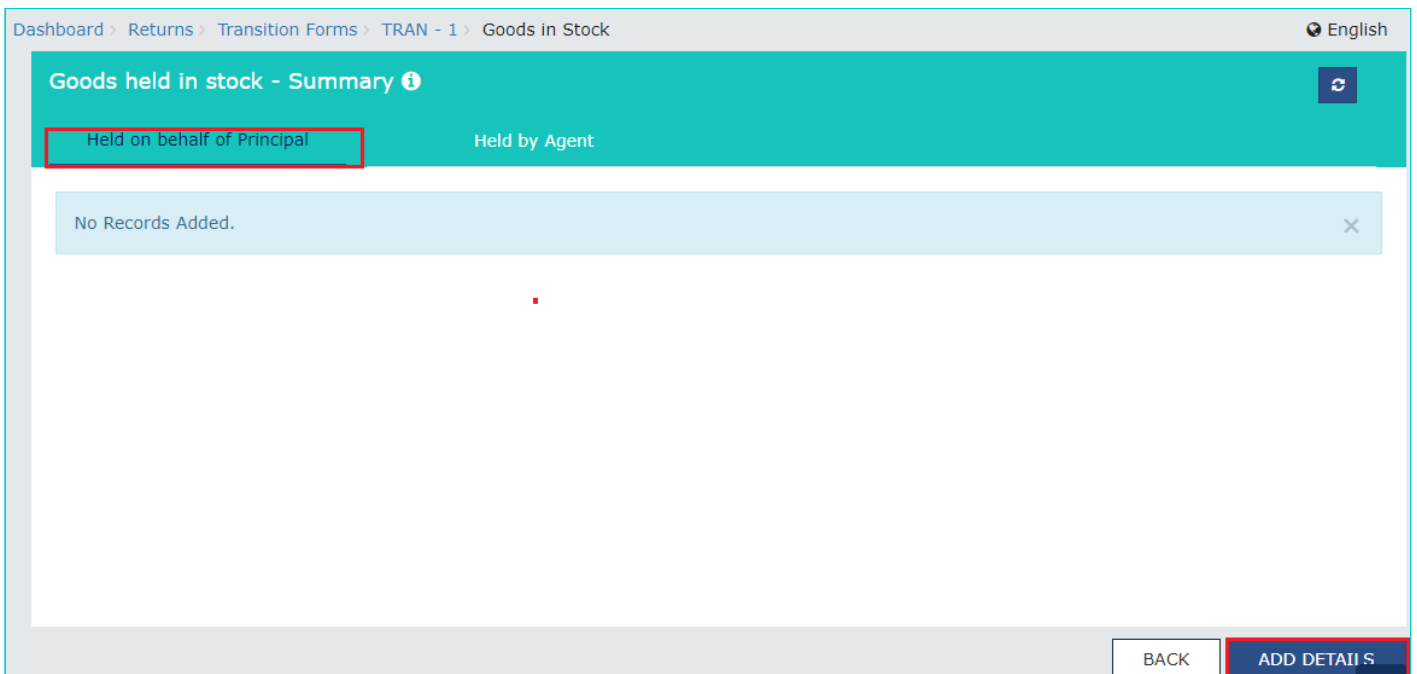 Dashboard > Returns > Transition Forms > TRAN - 1 > Goods in Stock English
Goods held in stock - Summary
Held on behalf of Principal Held by Agent
No Records Added. ×
BACK ADD DETAILS